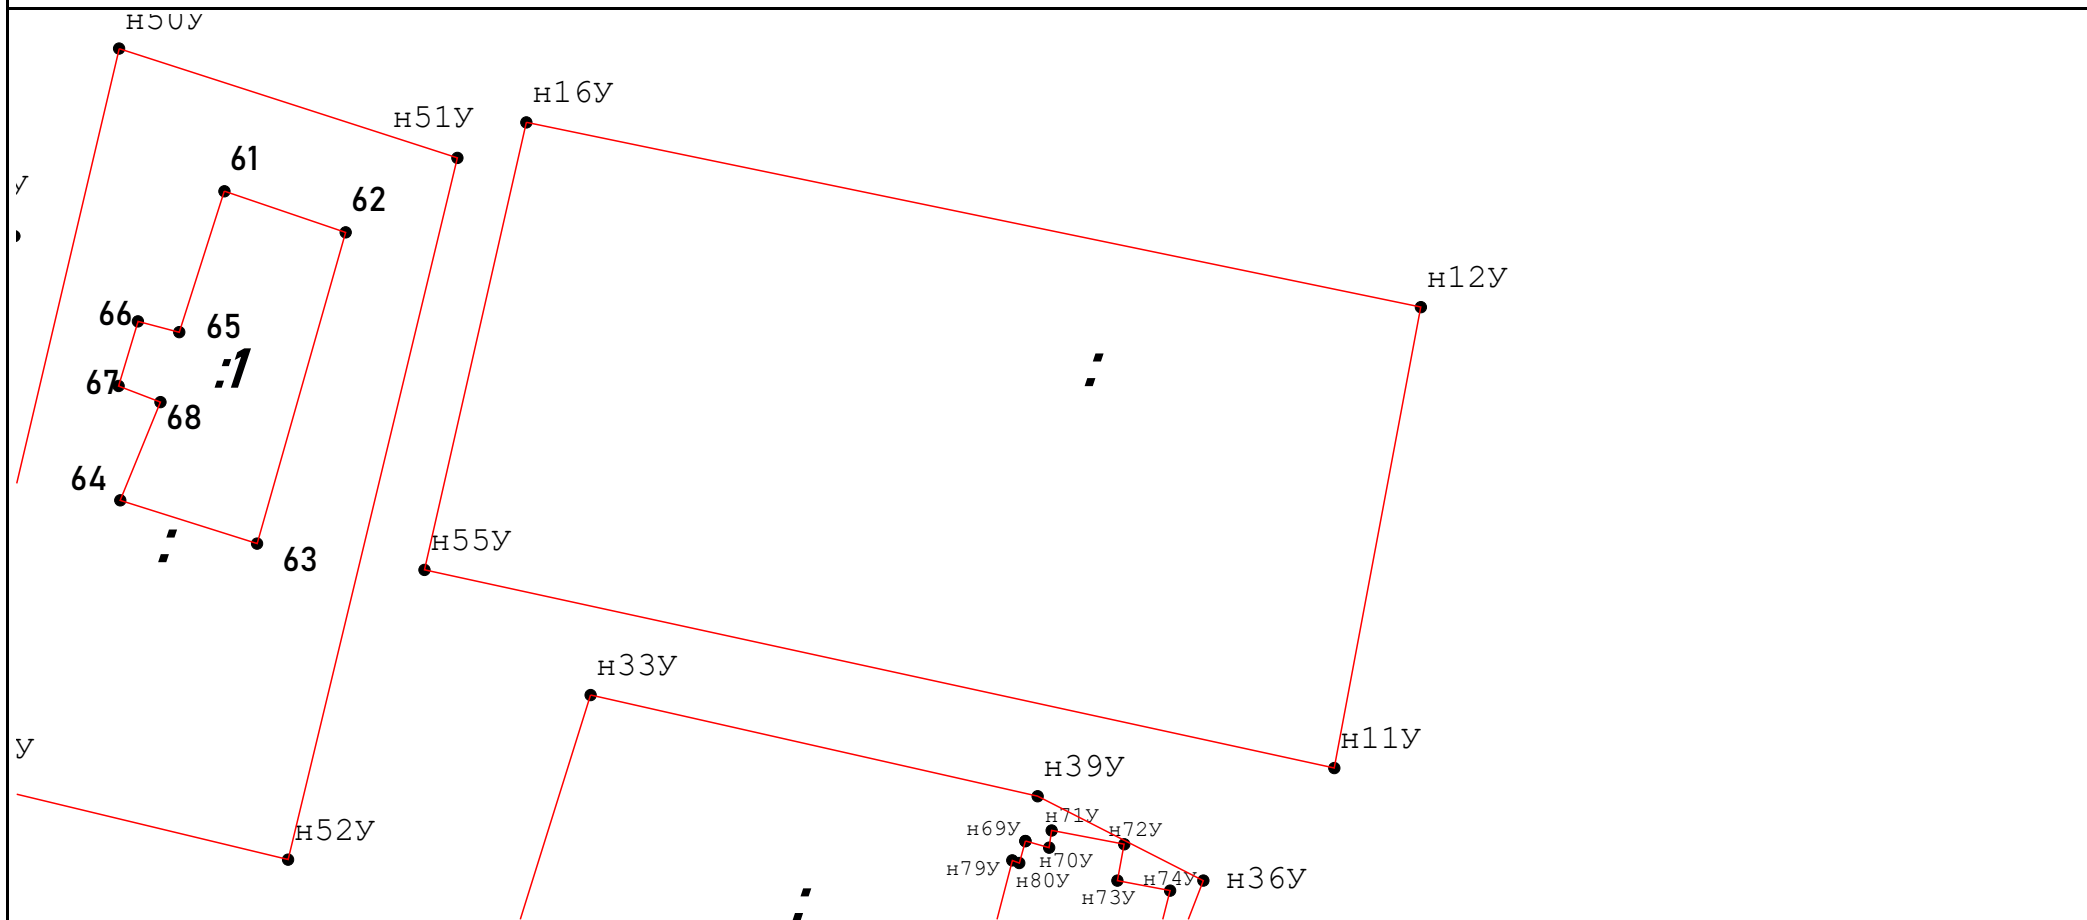 н50У
н16У
н51У
61
У
62
н12У
66
65
:1
:
67
68
64
н55У
:
63
н33У
н11У
У
н39У
н71У
н69У
н72У
н52У
н70У
н79У
н80У
н74У
н36У
н73У
: